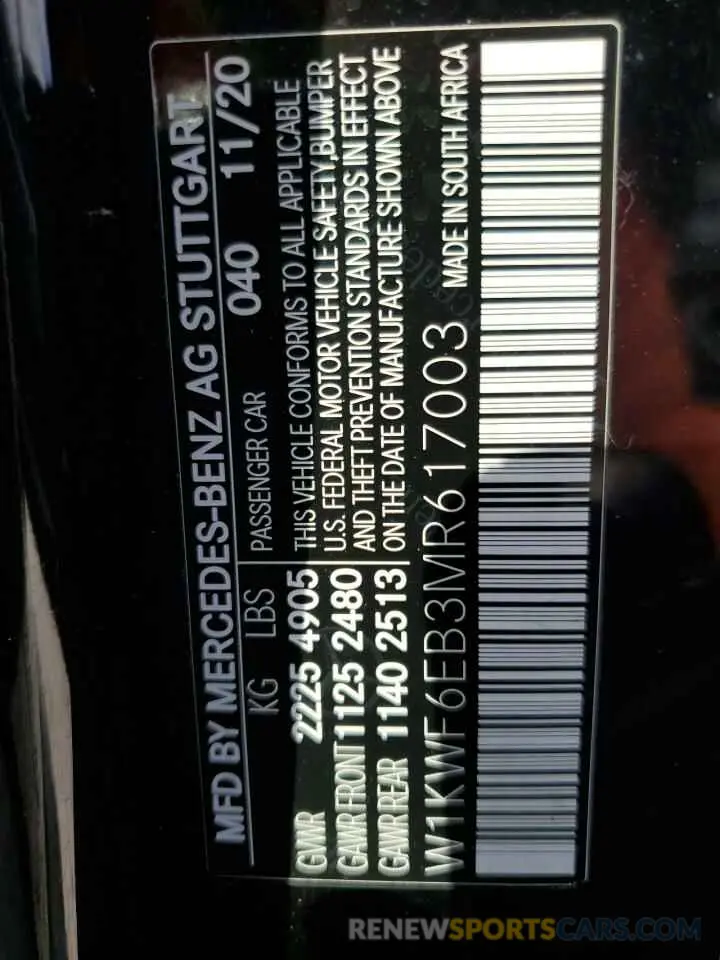 MFD BY MERCEDES-BENZ AG STUTTGART
040 11/20
KG LBS PASSENGER CAR
GVWR 2225 4905 THIS VEHICLE CONFORMS TO ALL APPLICABLE
GAWR FRONT 1125 2480 U.S. FEDERAL MOTOR VEHICLE SAFETY,BUMPER
AND THEFT PREVENTION STANDARDS IN EFFECT
GAWR REAR 1140 2513 ON THE DATE OF MANUFACTURE SHOWN ABOVE
W1KWF6EB3MR617003 MADE IN SOUTH AFRICA
RENEWSPORTSCARS.COM